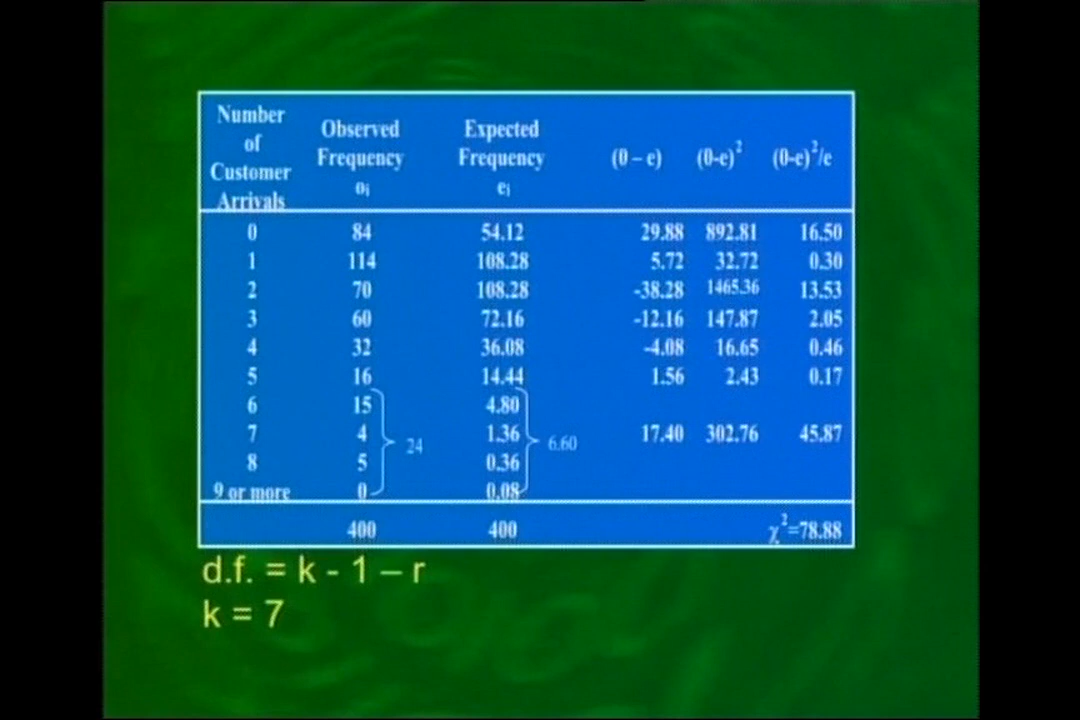 Number of Customer Arrivals Observed Frequency oi Expected Frequency ei (0 – e) (0-e)² (0-e)²/e
0 84 54.12 29.88 892.81 16.50
1 114 108.28 5.72 32.72 0.30
2 70 108.28 -38.28 1465.36 13.53
3 60 72.16 -12.16 147.87 2.05
4 32 36.08 -4.08 16.65 0.46
5 16 14.44 1.56 2.43 0.17
6 15 4.80
7 4 24 1.36 6.60 17.40 302.76 45.87
8 5 0.36
9 or more 0 0.08
400 400 χ²=78.88
d.f. = k - 1 – r
k = 7